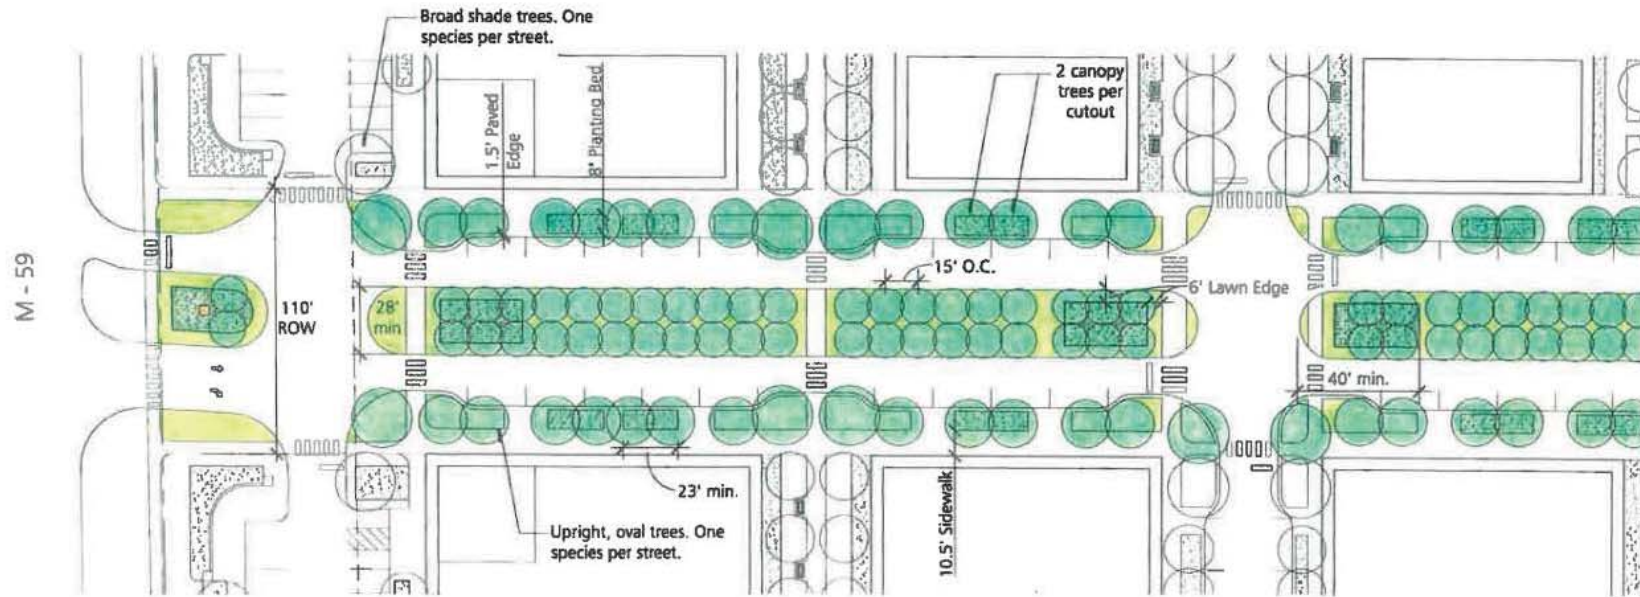 Broad shade trees. One
species per street.
2 canopy
trees per
cutout
1.5' Paved
Edge
8' Planting Bed
M - 59
15' O.C.
6' Lawn Edge
110'
ROW
28'
min
40' min.
23' min.
10.5' Sidewalk
Upright, oval trees. One
species per street.